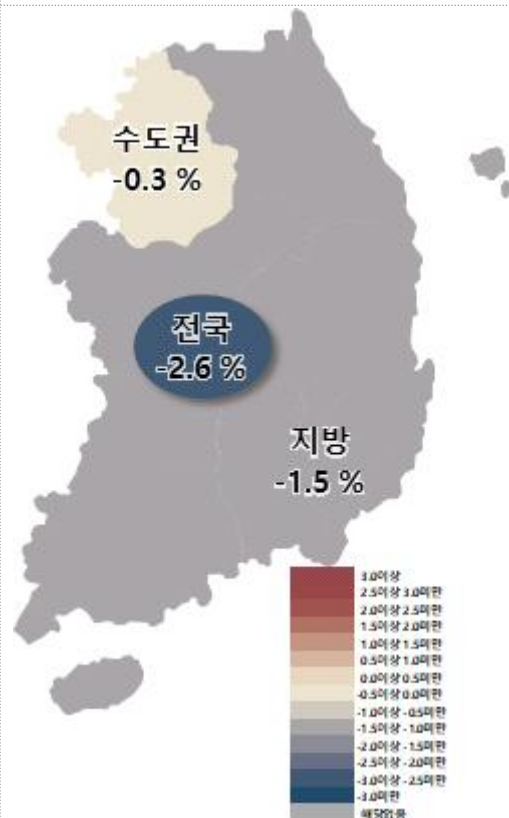 수도권
-0.3 %
전국
-2.6 %
지방
-1.5 %
3.0이상
2.5이상 3.0미만
2.0이상 2.5미만
1.5이상 2.0미만
1.0이상 1.5미만
0.5이상 1.0미만
0.0이상 0.5미만
-0.5이상 0.0미만
-1.0이상 -0.5미만
-1.5이상 -1.0미만
-2.0이상 -1.5미만
-2.5이상 -2.0미만
-3.0이상 -2.5미만
-3.0미만
해당없음